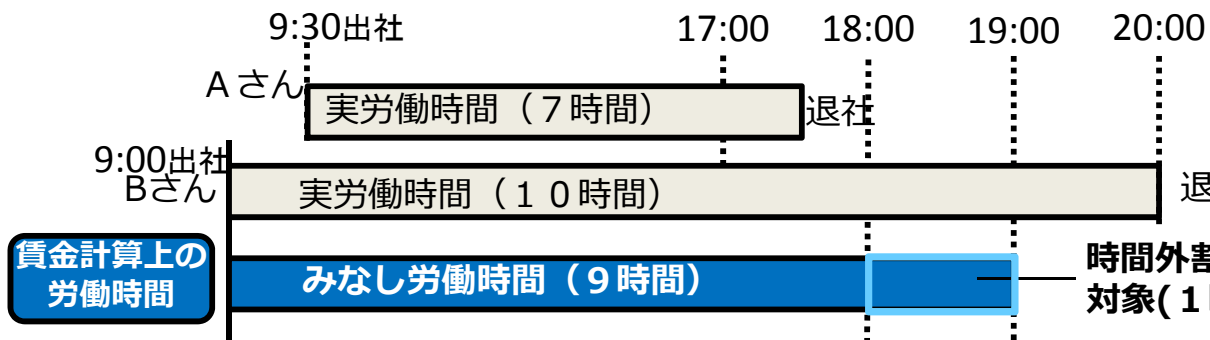 9:30出社 17:00 18:00 19:00 20:00
Aさん 実労働時間（７時間） 退社
9:00出社
Bさん 実労働時間（１０時間） 退
賃金計算上の
労働時間
みなし労働時間（９時間）
時間外割
対象(１